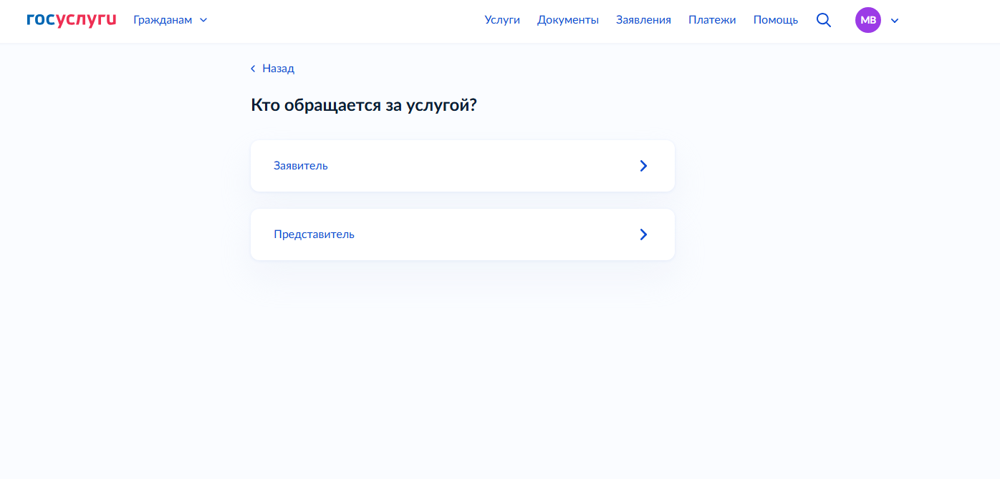 госуслуги Гражданам Услуги Документы Заявления Платежи Помощь МВ
Назад
Кто обращается за услугой?
Заявитель
Представитель